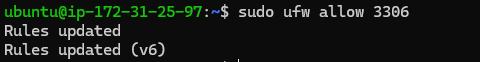 ubuntu@ip-172-31-25-97:~$ sudo ufw allow 3306
Rules updated
Rules updated (v6)